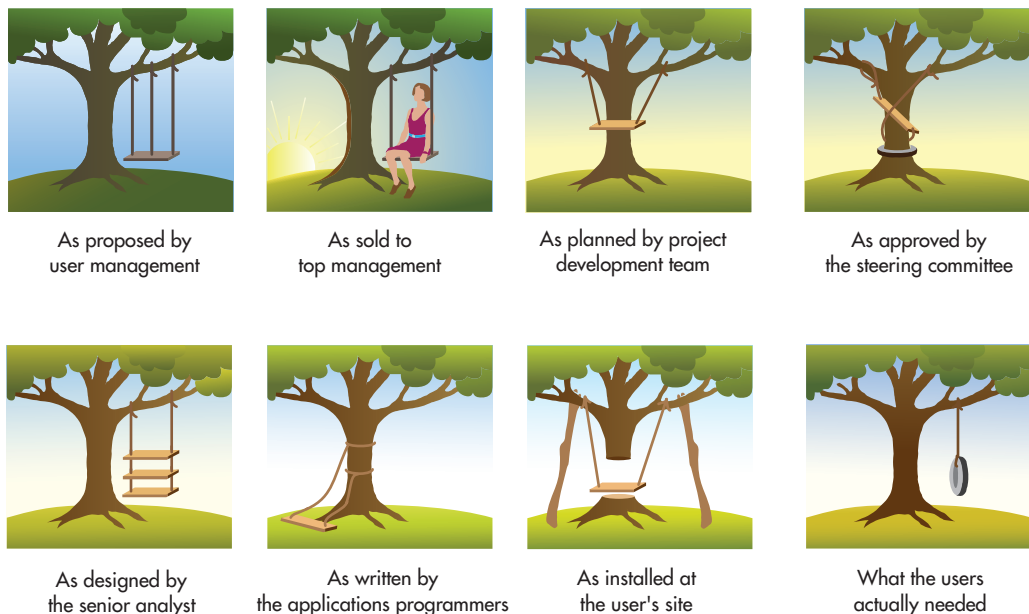 As proposed by
user management
As sold to
top management
As planned by project
development team
As approved by
the steering committee
As designed by
the senior analyst
As written by
the applications programmers
As installed at
the user's site
What the users
actually needed